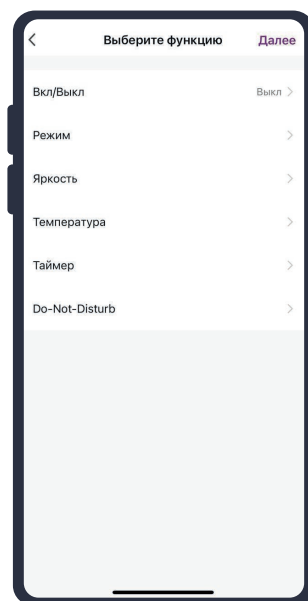 Выберите функцию
Далее
Вкл/Выкл
Выкл
Режим
Яркость
Температура
Таймер
Do-Not-Disturb